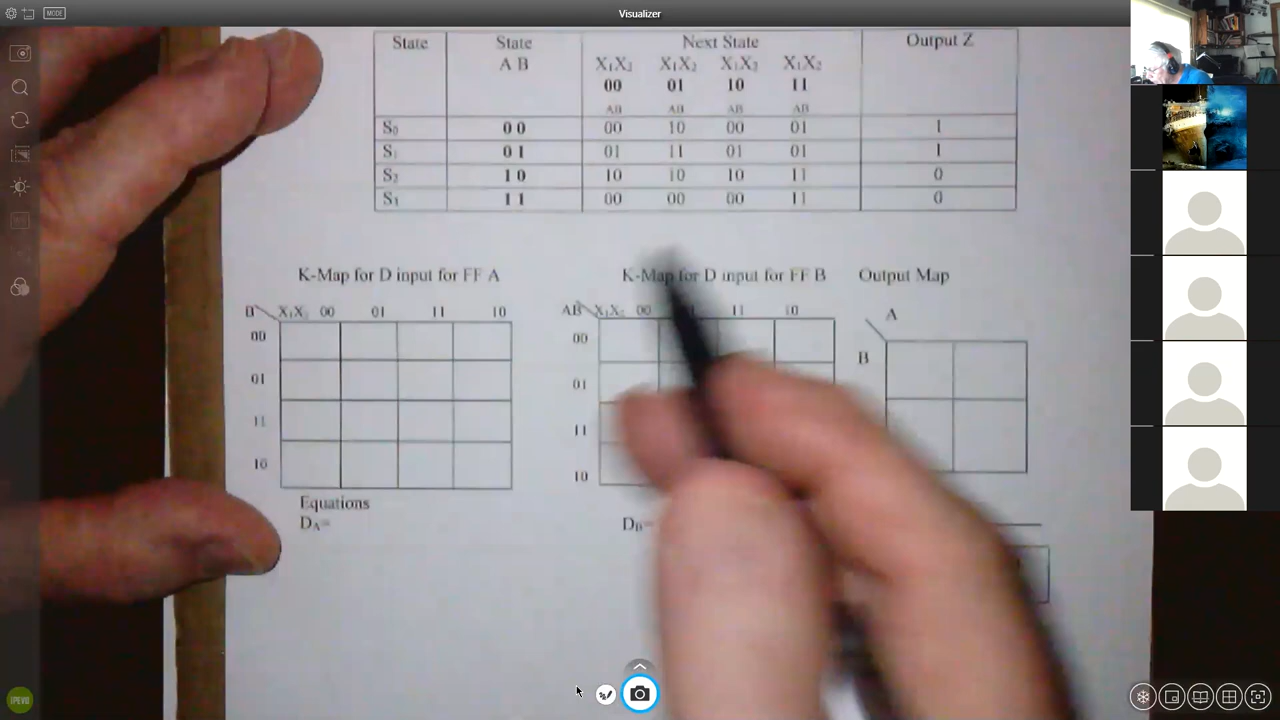 MODE
Visualizer
State State Next State Output Z
A B X₁X₂ X₁X₂ X₁X₂ X₁X₂
00 01 10 11
AB AB AB AB
S₀ 0 0 00 10 00 01 1
S₁ 0 1 01 11 01 01 1
S₂ 1 0 10 10 10 11 0
S₃ 1 1 00 00 00 11 0
K-Map for D input for FF A K-Map for D input for FF B Output Map
X₁X₂ 00 01 11 10 AB X₁X₂ 00 11 10 A
00 00 B
01 01
11 11
10 10
Equations
D_A= D_B=
IPEVO